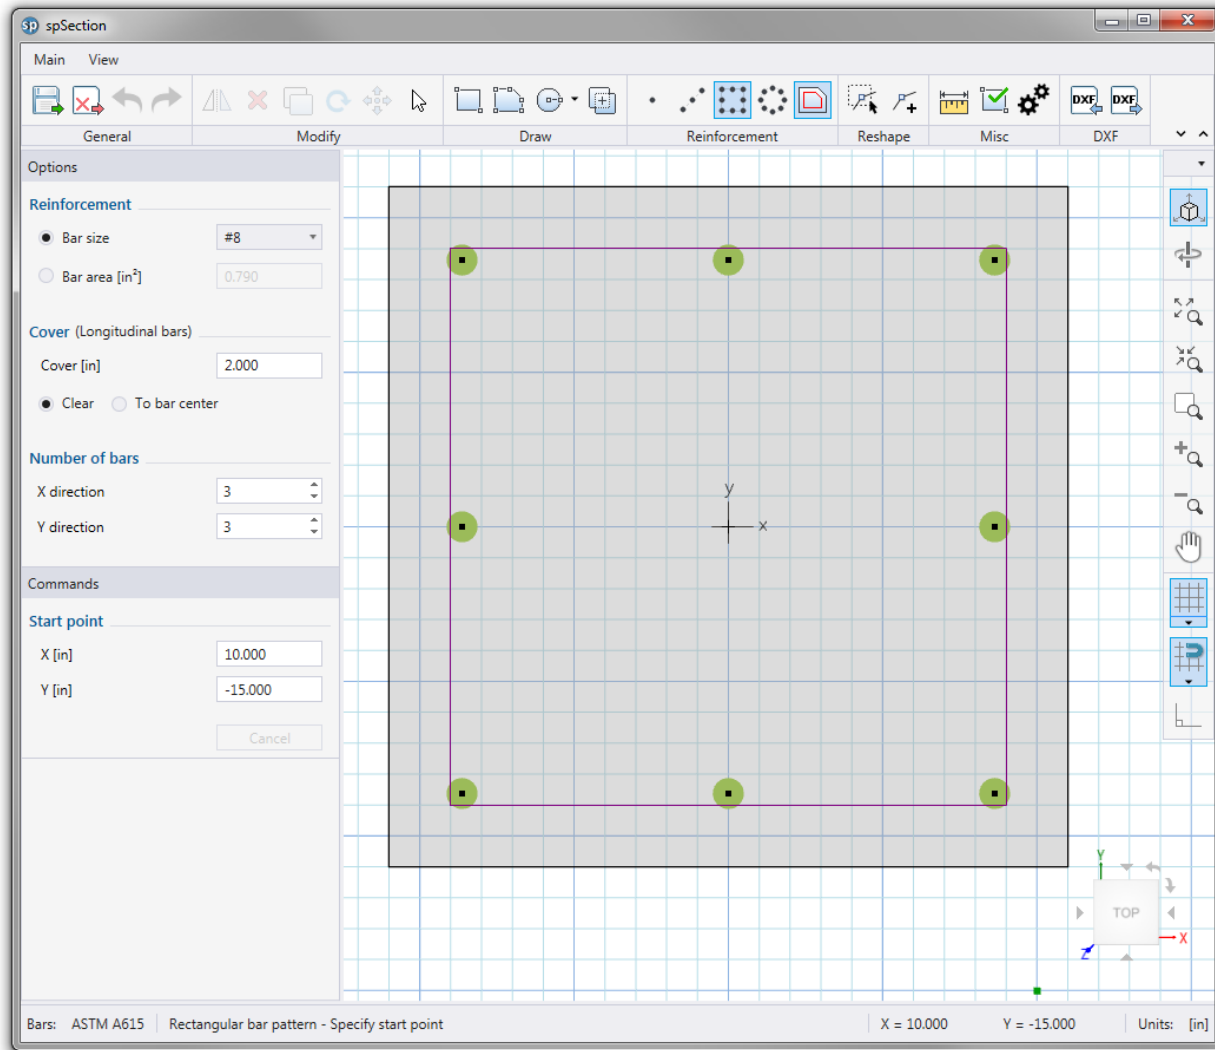 sp spSection
Main View
DXF DXF
General Modify Draw Reinforcement Reshape Misc DXF
Options
Reinforcement
Bar size #8
Bar area [in²] 0.790
Cover (Longitudinal bars)
Cover [in] 2.000
Clear To bar center
Number of bars
X direction 3
Y direction 3
Commands
Start point
X [in] 10.000
Y [in] -15.000
Cancel
y
x
Y
TOP
X
Z
Bars: ASTM A615 Rectangular bar pattern - Specify start point X = 10.000 Y = -15.000 Units: [in]